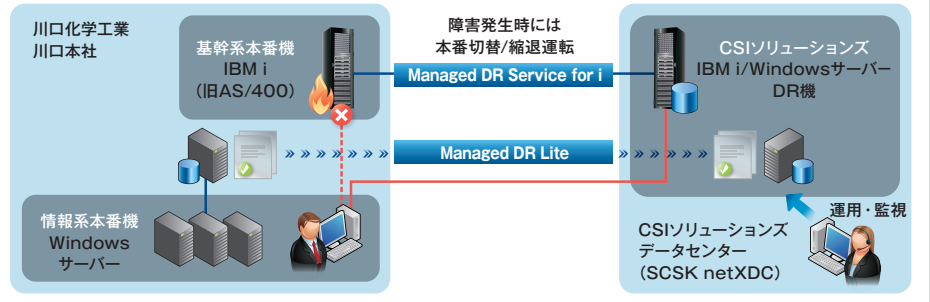 川口化学工業
川口本社
基幹系本番機
IBM i
（旧AS/400）
情報系本番機
Windows
サーバー
障害発生時には
本番切替/縮退運転
Managed DR Service for i
Managed DR Lite
CSIソリューションズ
IBM i/Windowsサーバー
DR機
運用・監視
CSIソリューションズ
データセンター
（SCSK netXDC）